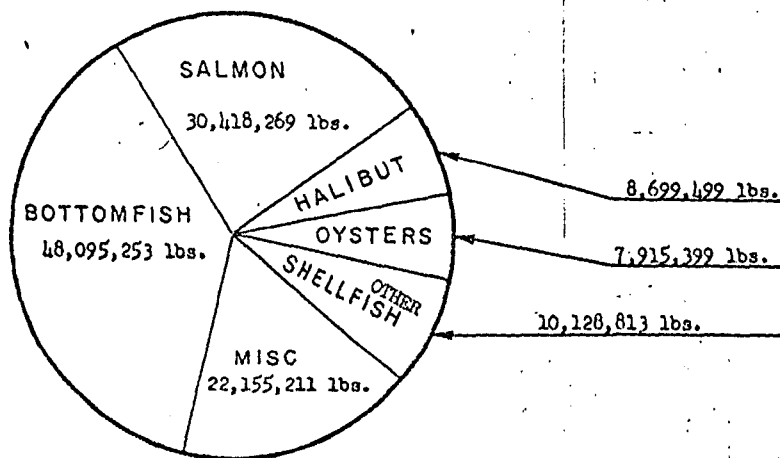 SALMON
30,418,269 lbs.
HALIBUT
8,699,499 lbs.
BOTTOMFISH
48,095,253 lbs.
OYSTERS
7,915,399 lbs.
OTHER
SHELLFISH
10,128,813 lbs.
MISC
22,155,211 lbs.